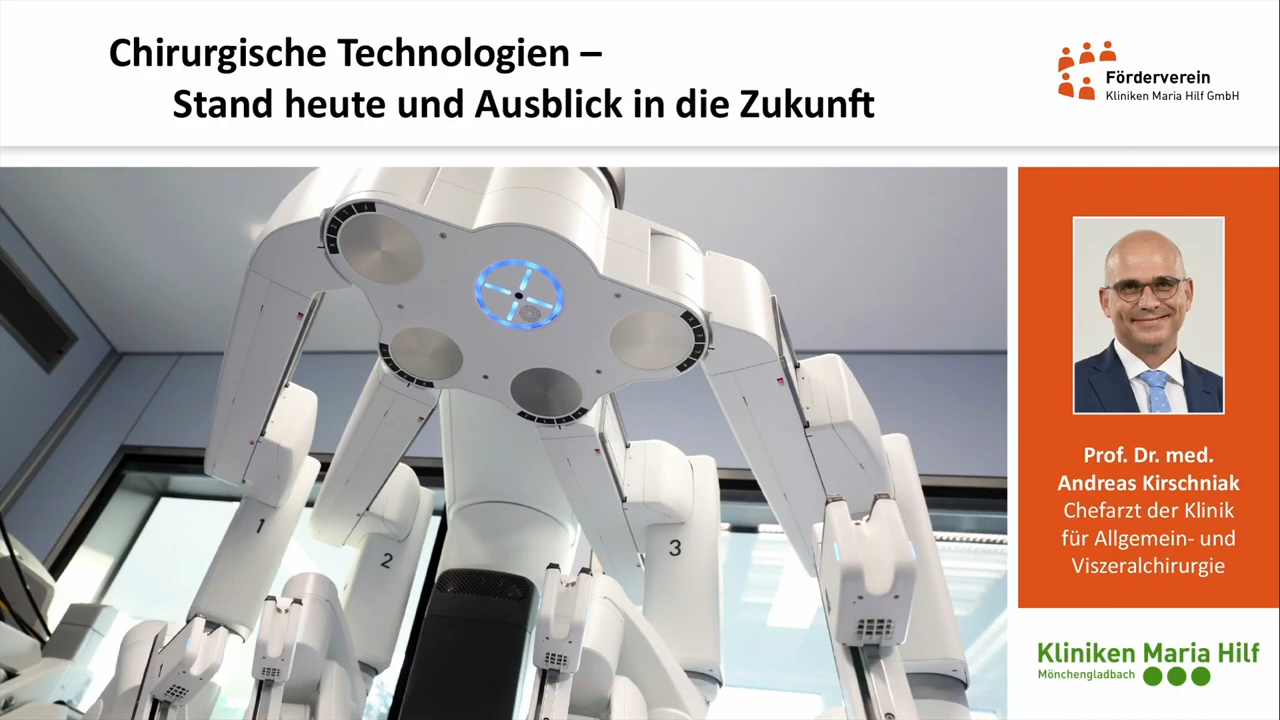 Chirurgische Technologien –
Stand heute und Ausblick in die Zukunft
Förderverein
Kliniken Maria Hilf GmbH
1
2
3
Prof. Dr. med.
Andreas Kirschniak
Chefarzt der Klinik
für Allgemein- und
Viszeralchirurgie
Kliniken Maria Hilf
Mönchengladbach